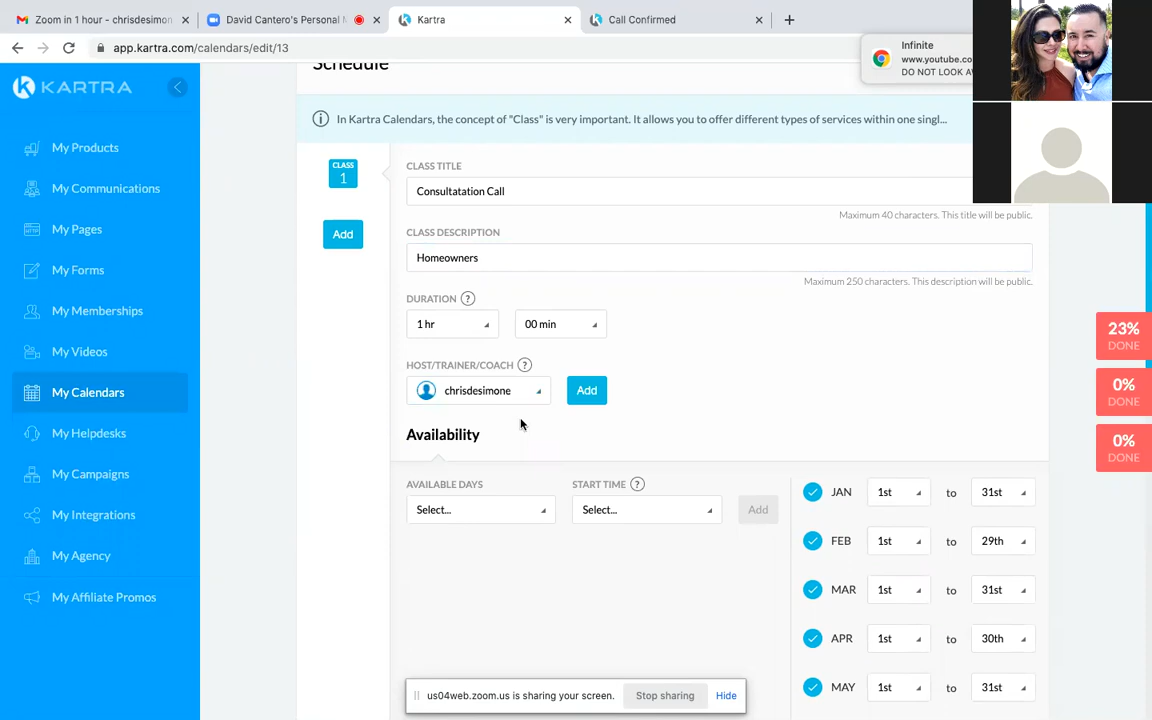 Zoom in 1 hour - chrisdesimon
David Cantero's Personal M
Kartra
Call Confirmed
app.kartra.com/calendars/edit/13
Infinite
www.youtube.co
DO NOT LOOK AW
KARTRA
My Products
My Communications
My Pages
My Forms
My Memberships
My Videos
My Calendars
My Helpdesks
My Campaigns
My Integrations
My Agency
My Affiliate Promos
Schedule
In Kartra Calendars, the concept of "Class" is very important. It allows you to offer different types of services within one singl...
CLASS
1
Add
CLASS TITLE
Consultatation Call
Maximum 40 characters. This title will be public.
CLASS DESCRIPTION
Homeowners
Maximum 250 characters. This description will be public.
DURATION ?
1 hr
00 min
HOST/TRAINER/COACH ?
chrisdesimone
Add
Availability
AVAILABLE DAYS
START TIME ?
Select...
Select...
Add
JAN 1st to 31st
FEB 1st to 29th
MAR 1st to 31st
APR 1st to 30th
MAY 1st to 31st
23%
DONE
0%
DONE
0%
DONE
us04web.zoom.us is sharing your screen.
Stop sharing
Hide